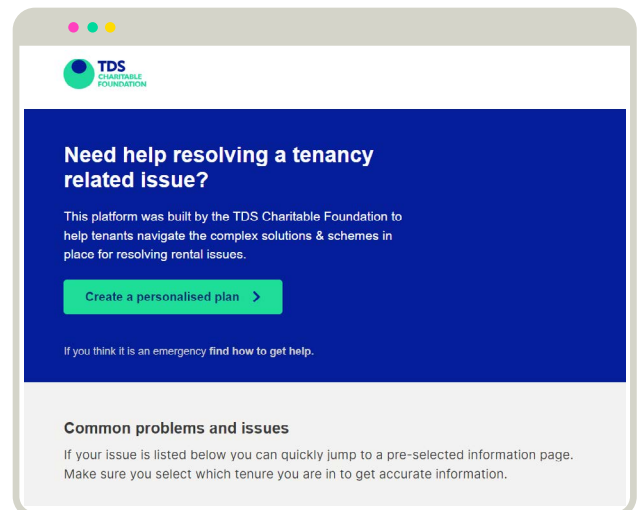 TDS
CHARITABLE
FOUNDATION
Need help resolving a tenancy
related issue?
This platform was built by the TDS Charitable Foundation to
help tenants navigate the complex solutions & schemes in
place for resolving rental issues.
Create a personalised plan
If you think it is an emergency find how to get help.
Common problems and issues
If your issue is listed below you can quickly jump to a pre-selected information page.
Make sure you select which tenure you are in to get accurate information.